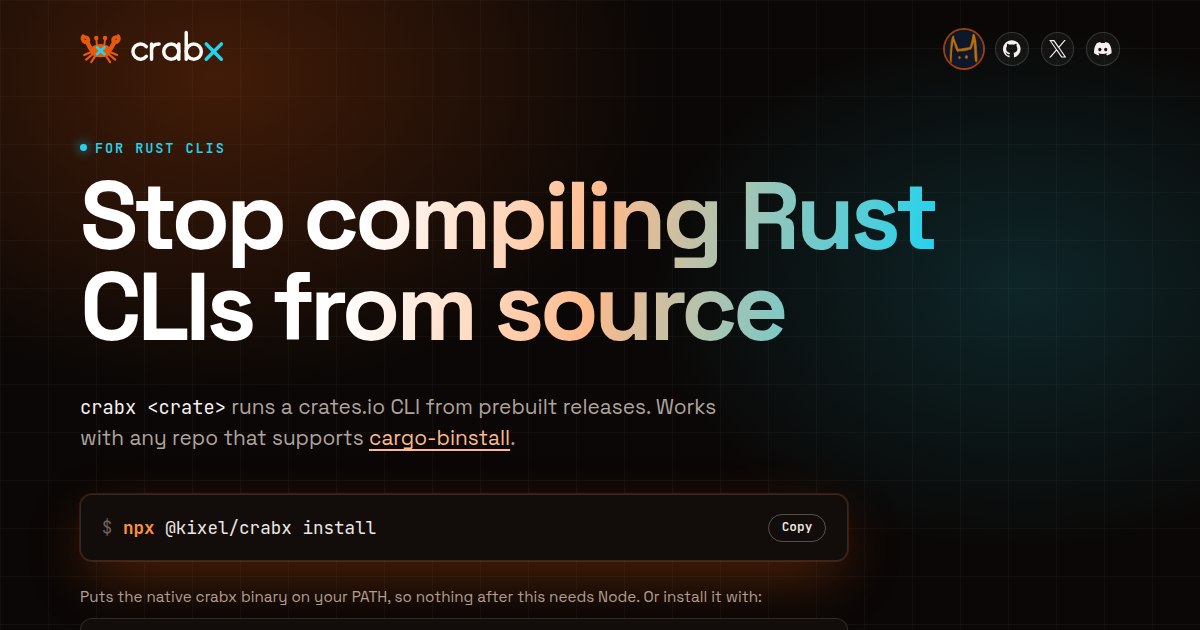 crabx
FOR RUST CLIS
Stop compiling Rust
CLIs from source
crabx <crate> runs a crates.io CLI from prebuilt releases. Works
with any repo that supports cargo-binstall.
$ npx @kixel/crabx install
Copy
Puts the native crabx binary on your PATH, so nothing after this needs Node. Or install it with: